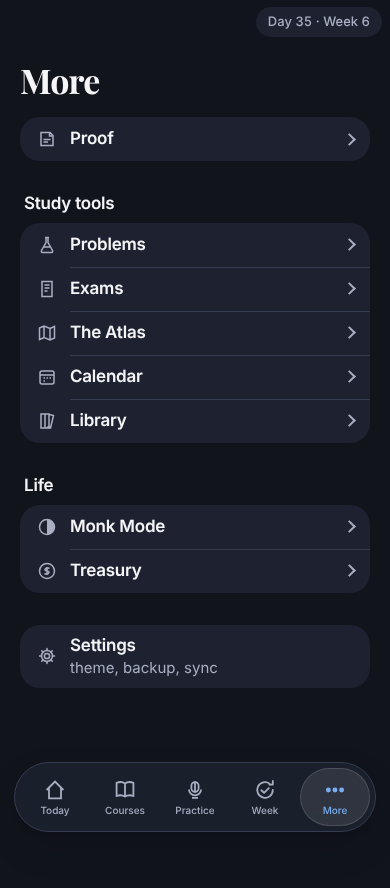 Day 35 · Week 6
More
Proof
Study tools
Problems
Exams
The Atlas
Calendar
Library
Life
Monk Mode
Treasury
Settings
theme, backup, sync
Today Courses Practice Week More